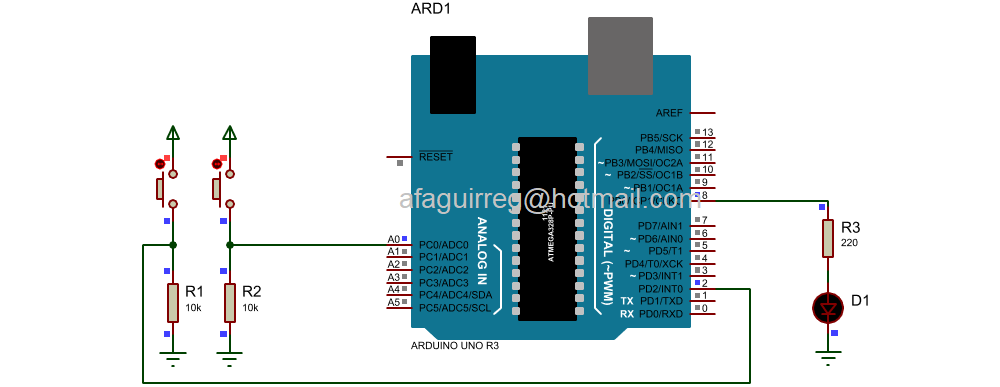 ARD1
AREF
RESET
PB5/SCK 13
PB4/MISO 12
~PB3/MOSI/OC2A 11
~ PB2/SS/OC1B 10
~ PB1/OC1A 9
8
afaguirreg@hotmail.com
PD7/AIN1 7
~ PD6/AIN0 6
~ PD5/T1 5
PD4/T0/XCK 4
~ PD3/INT1 3
PD2/INT0 2
TX PD1/TXD 1
RX PD0/RXD 0
DIGITAL (~PWM)
ATMEGA328P-PU
ANALOG IN
A0 PC0/ADC0
A1 PC1/ADC1
A2 PC2/ADC2
A3 PC3/ADC3
A4 PC4/ADC4/SDA
A5 PC5/ADC5/SCL
ARDUINO UNO R3
R1
10k
R2
10k
R3
220
D1